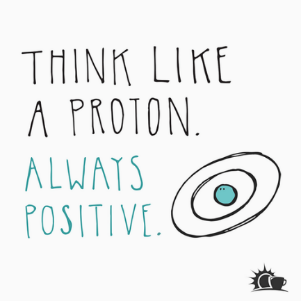 THINK LIKE
A PROTON.
ALWAYS
POSITIVE.